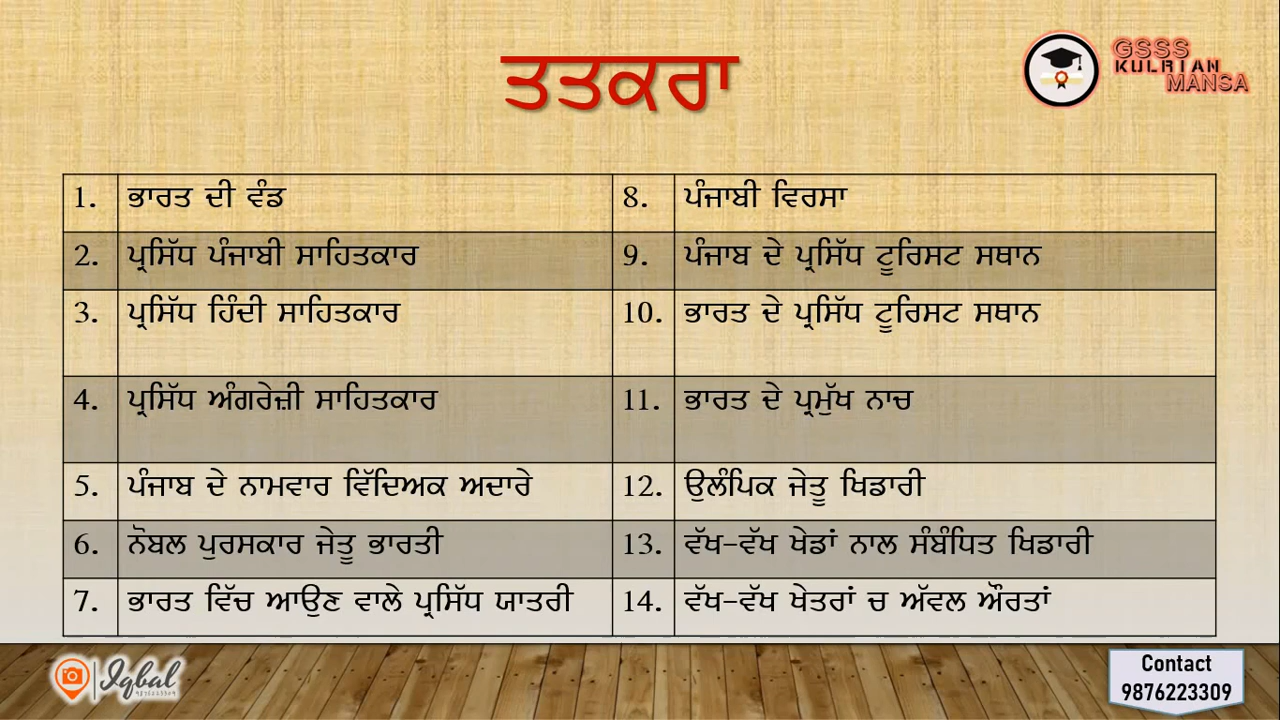 ਤਤਕਰਾ
GSSS
KULRIAN
MANSA
1. ਭਾਰਤ ਦੀ ਵੰਡ
2. ਪ੍ਰਸਿੱਧ ਪੰਜਾਬੀ ਸਾਹਿਤਕਾਰ
3. ਪ੍ਰਸਿੱਧ ਹਿੰਦੀ ਸਾਹਿਤਕਾਰ
4. ਪ੍ਰਸਿੱਧ ਅੰਗਰੇਜ਼ੀ ਸਾਹਿਤਕਾਰ
5. ਪੰਜਾਬ ਦੇ ਨਾਮਵਾਰ ਵਿੱਦਿਅਕ ਅਦਾਰੇ
6. ਨੋਬਲ ਪੁਰਸਕਾਰ ਜੇਤੂ ਭਾਰਤੀ
7. ਭਾਰਤ ਵਿੱਚ ਆਉਣ ਵਾਲੇ ਪ੍ਰਸਿੱਧ ਯਾਤਰੀ
8. ਪੰਜਾਬੀ ਵਿਰਸਾ
9. ਪੰਜਾਬ ਦੇ ਪ੍ਰਸਿੱਧ ਟੂਰਿਸਟ ਸਥਾਨ
10. ਭਾਰਤ ਦੇ ਪ੍ਰਸਿੱਧ ਟੂਰਿਸਟ ਸਥਾਨ
11. ਭਾਰਤ ਦੇ ਪ੍ਰਮੁੱਖ ਨਾਚ
12. ਉਲੰਪਿਕ ਜੇਤੂ ਖਿਡਾਰੀ
13. ਵੱਖ-ਵੱਖ ਖੇਡਾਂ ਨਾਲ ਸੰਬੰਧਿਤ ਖਿਡਾਰੀ
14. ਵੱਖ-ਵੱਖ ਖੇਤਰਾਂ ਚ ਅੱਵਲ ਔਰਤਾਂ
Iqbal
9876223309
Contact
9876223309